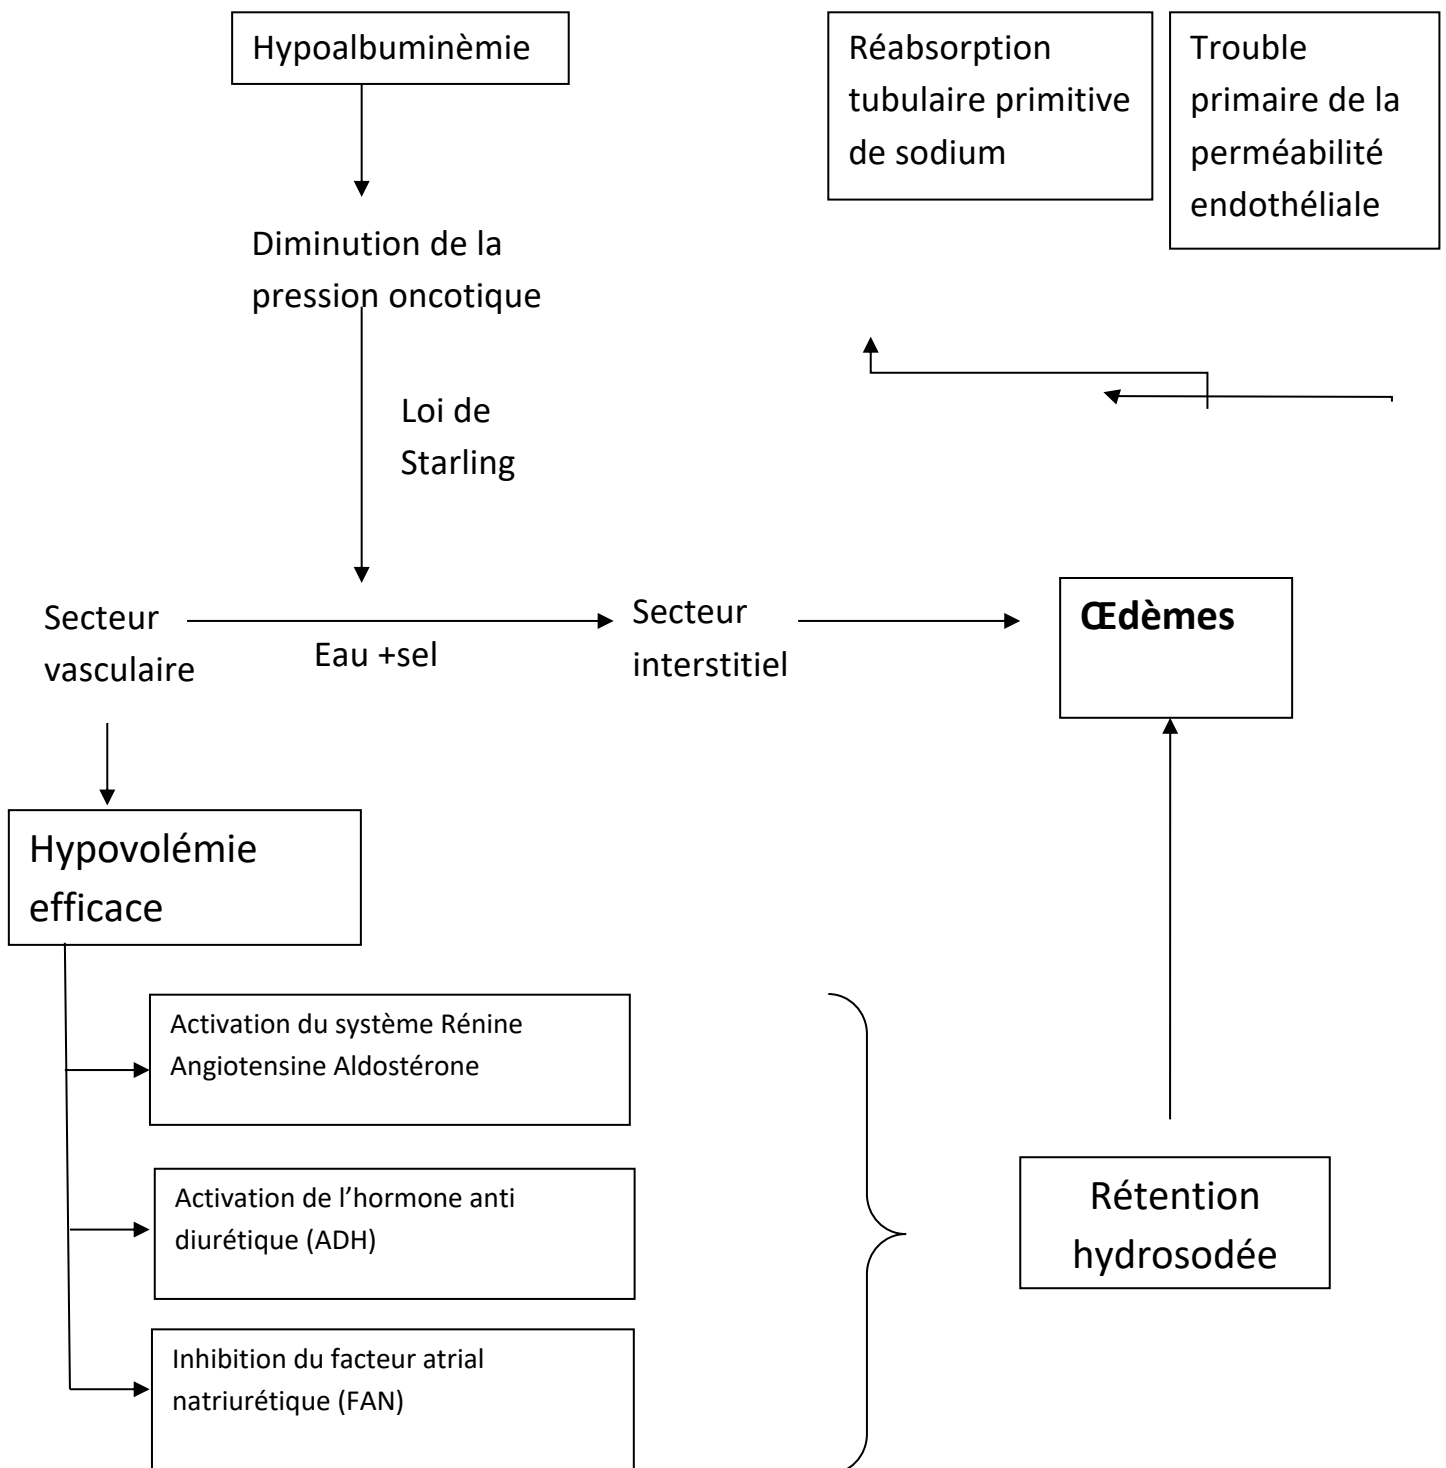 Hypoalbuminèmie
Réabsorption
tubulaire primitive
de sodium
Trouble
primaire de la
perméabilité
endothéliale
Diminution de la
pression oncotique
Loi de
Starling
Secteur
vasculaire
Eau +sel
Secteur
interstitiel
Œdèmes
Hypovolémie
efficace
Activation du système Rénine
Angiotensine Aldostérone
Activation de l’hormone anti
diurétique (ADH)
Rétention
hydrosodée
Inhibition du facteur atrial
natriurétique (FAN)